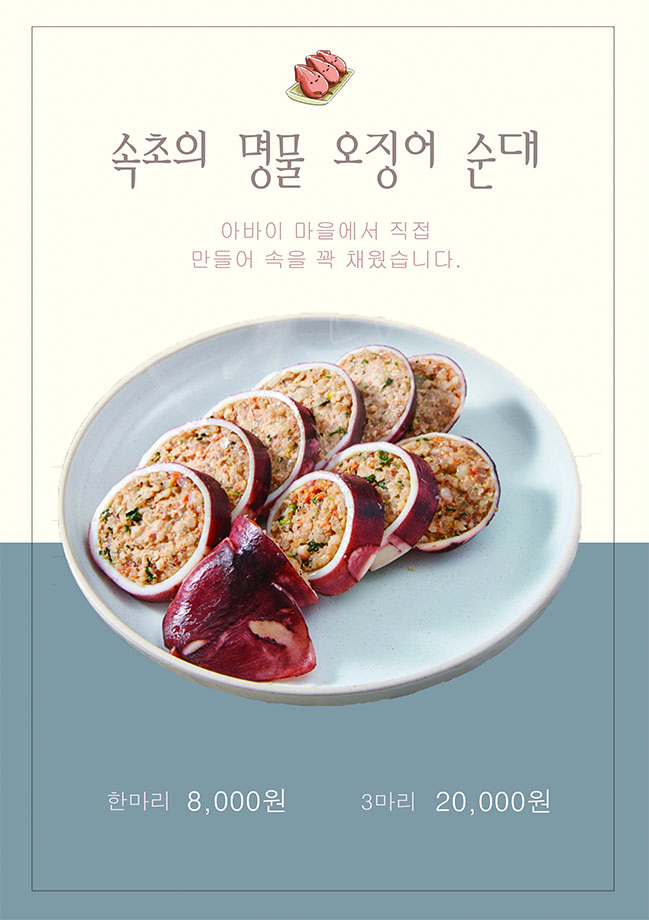 속초의 명물 오징어 순대
아바이 마을에서 직접
만들어 속을 꽉 채웠습니다.
한마리 8,000원 3마리 20,000원